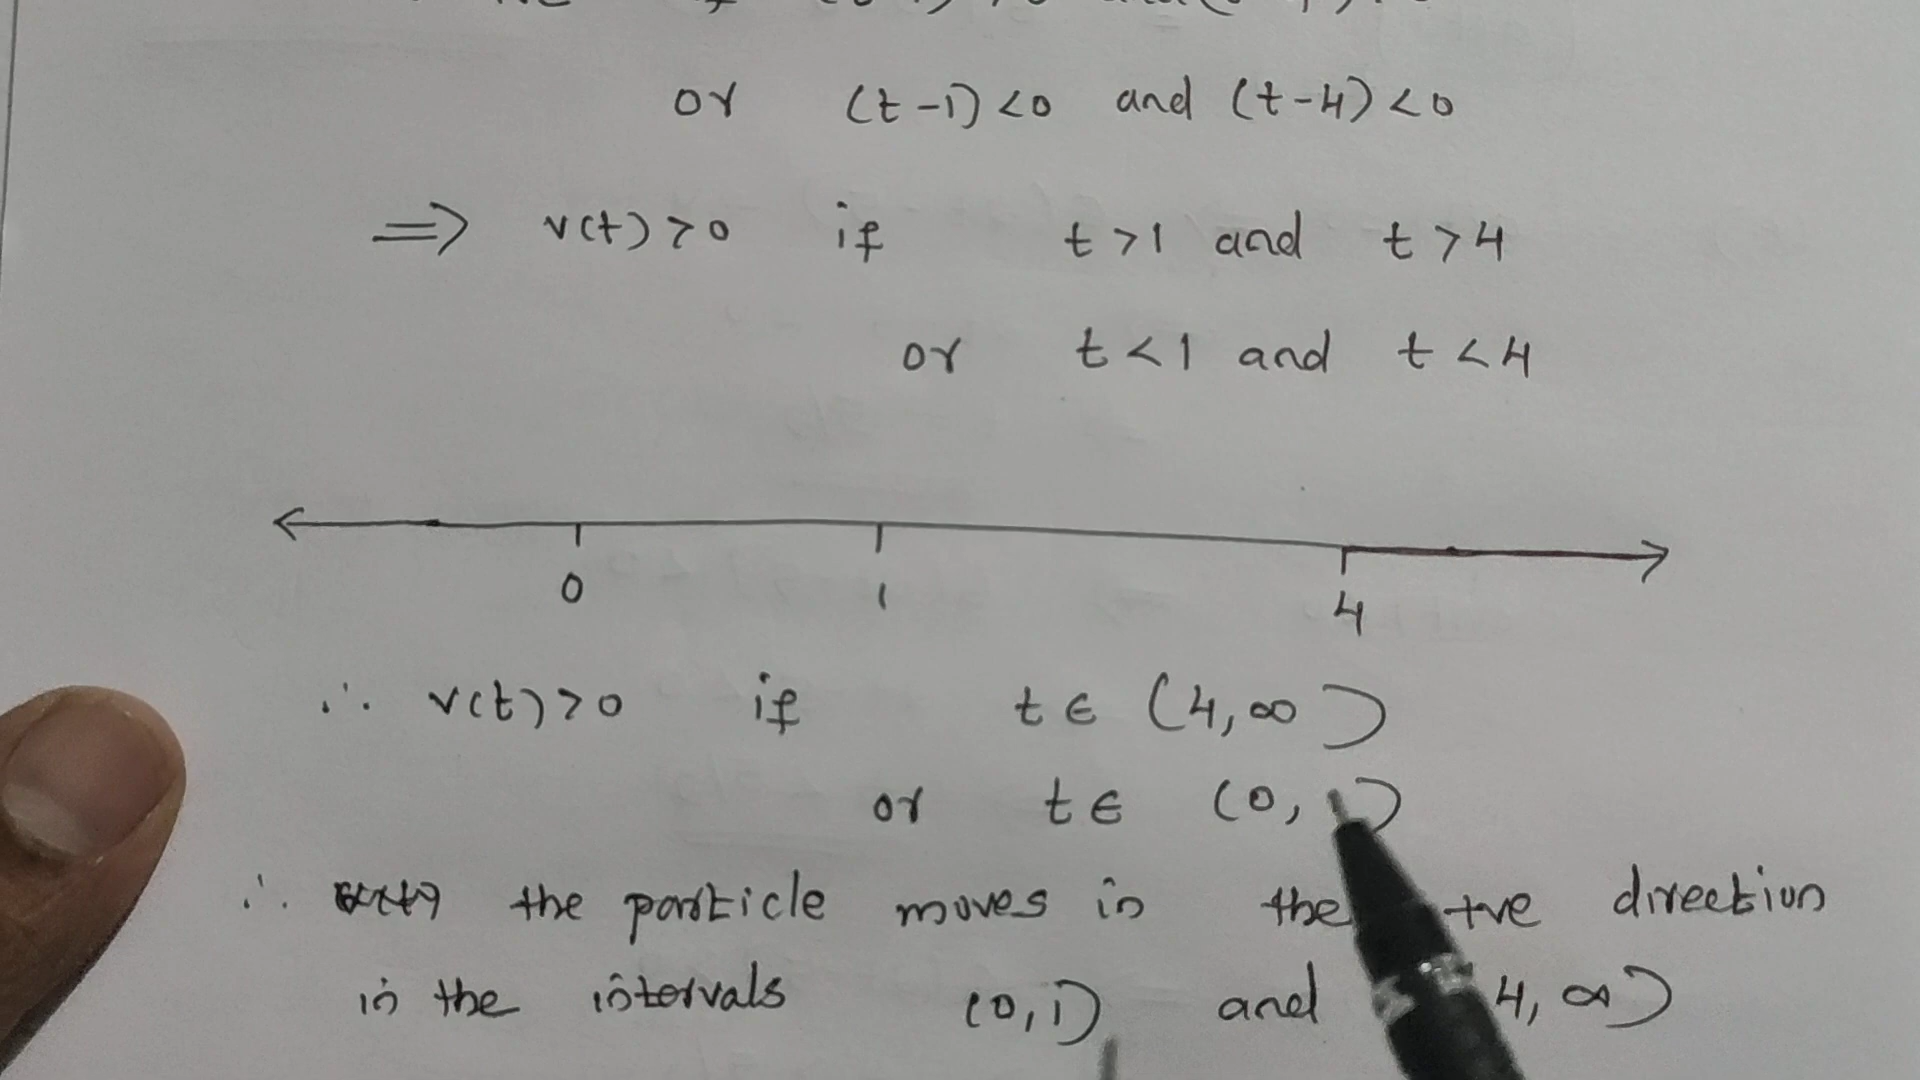 or (t-1)<0 and (t-4)<0
⇒ v(t)>0 if t>1 and t>4
or t<1 and t<4
0 1 4
∴ v(t)>0 if t∈ (4,∞)
or t∈ (0, )
∴ the particle moves in the +ve direction
in the intervals (0,1) and 4,∞)